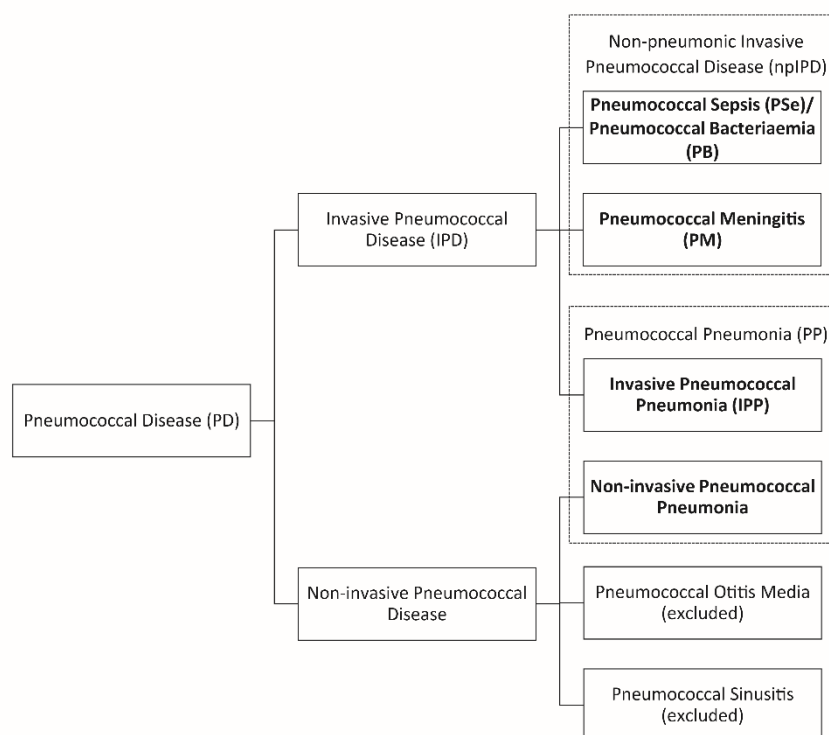 Non-pneumonic Invasive
Pneumococcal Disease (npIPD)
Pneumococcal Sepsis (PSe)/
Pneumococcal Bacteriaemia
(PB)
Invasive Pneumococcal
Disease (IPD)
Pneumococcal Meningitis
(PM)
Pneumococcal Pneumonia (PP)
Invasive Pneumococcal
Pneumonia (IPP)
Pneumococcal Disease (PD)
Non-invasive Pneumococcal
Pneumonia
Non-invasive Pneumococcal
Disease
Pneumococcal Otitis Media
(excluded)
Pneumococcal Sinusitis
(excluded)